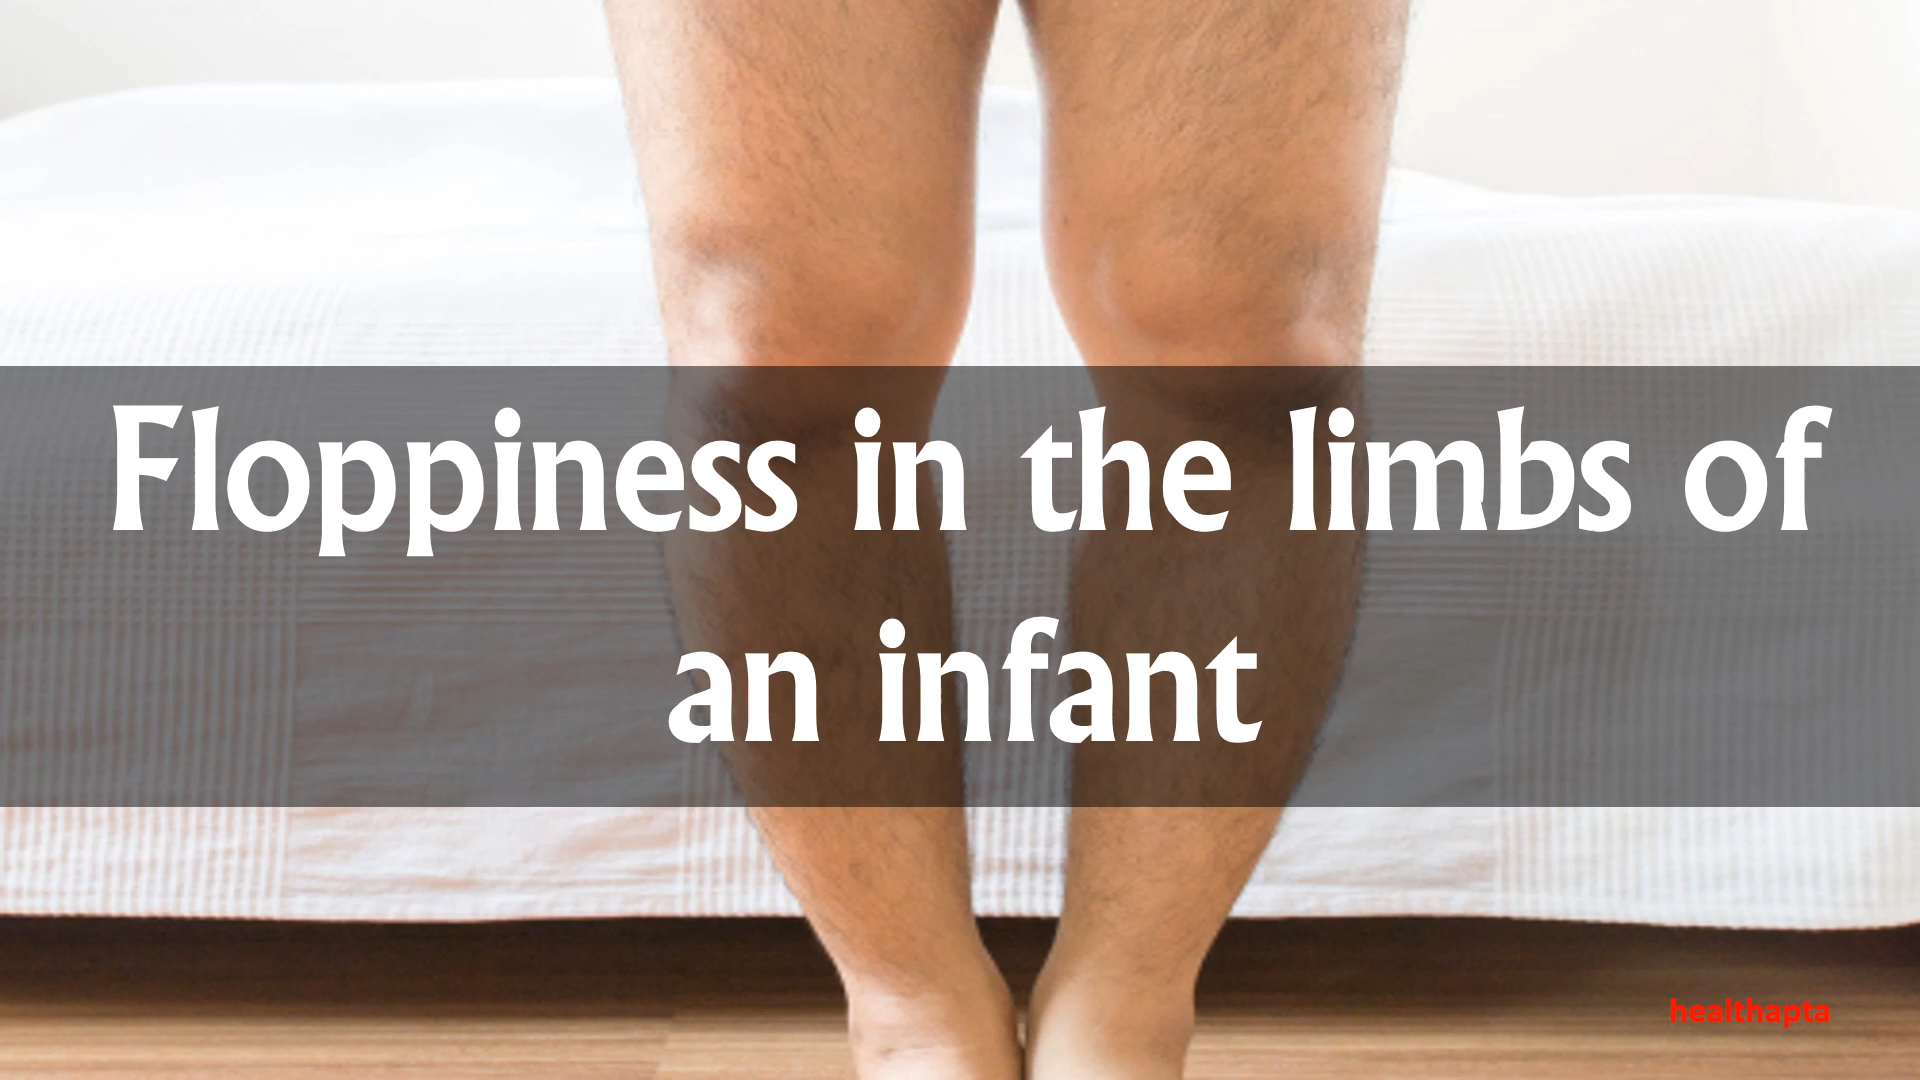 Floppiness in the limbs of
an infant
healthapta